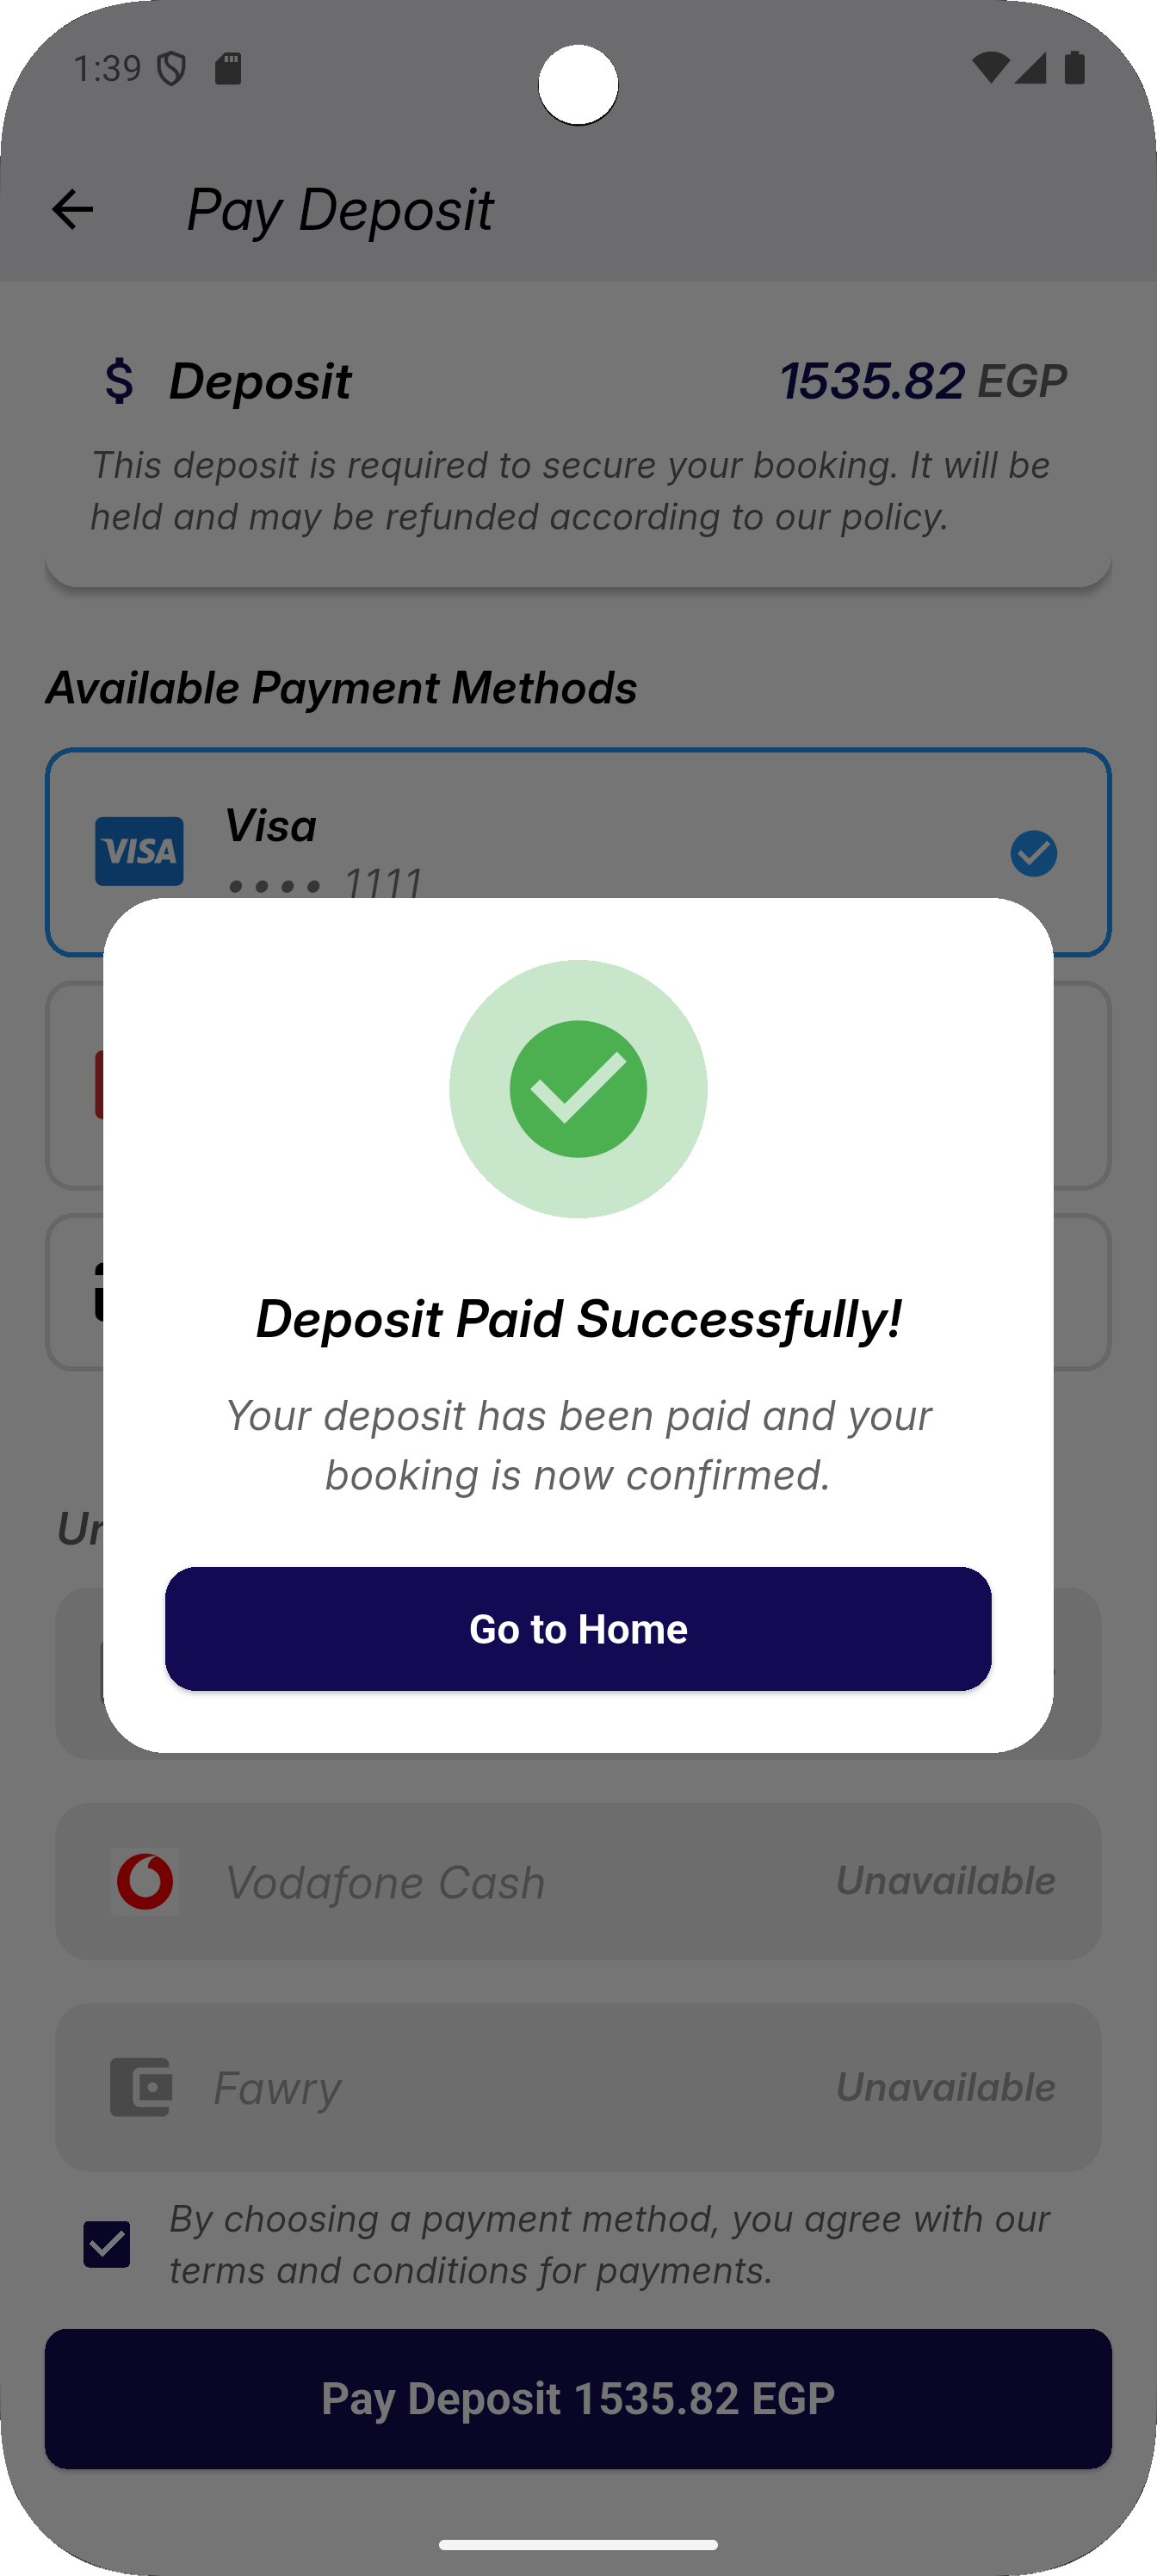 1:39
Pay Deposit
$ Deposit 1535.82 EGP
This deposit is required to secure your booking. It will be
held and may be refunded according to our policy.
Available Payment Methods
VISA
Visa
•••• 1111
Deposit Paid Successfully!
Your deposit has been paid and your
booking is now confirmed.
Go to Home
Vodafone Cash Unavailable
Fawry Unavailable
By choosing a payment method, you agree with our
terms and conditions for payments.
Pay Deposit 1535.82 EGP